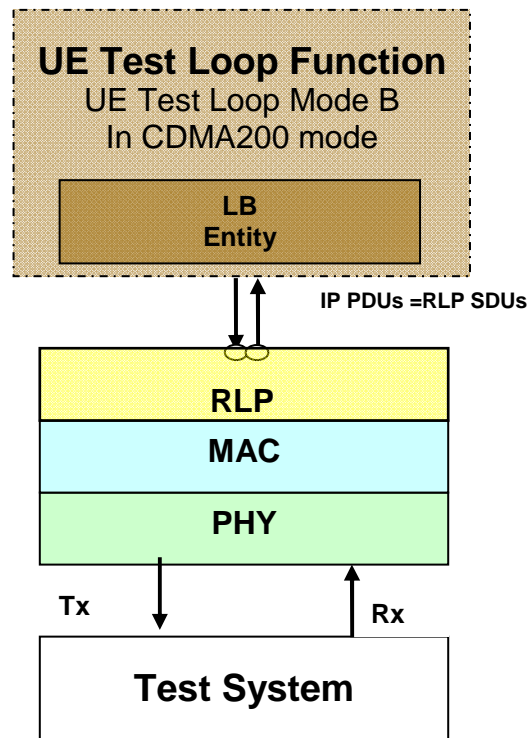 UE Test Loop Function
UE Test Loop Mode B
In CDMA200 mode
LB
Entity
IP PDUs =RLP SDUs
RLP
MAC
PHY
Tx
Rx
Test System